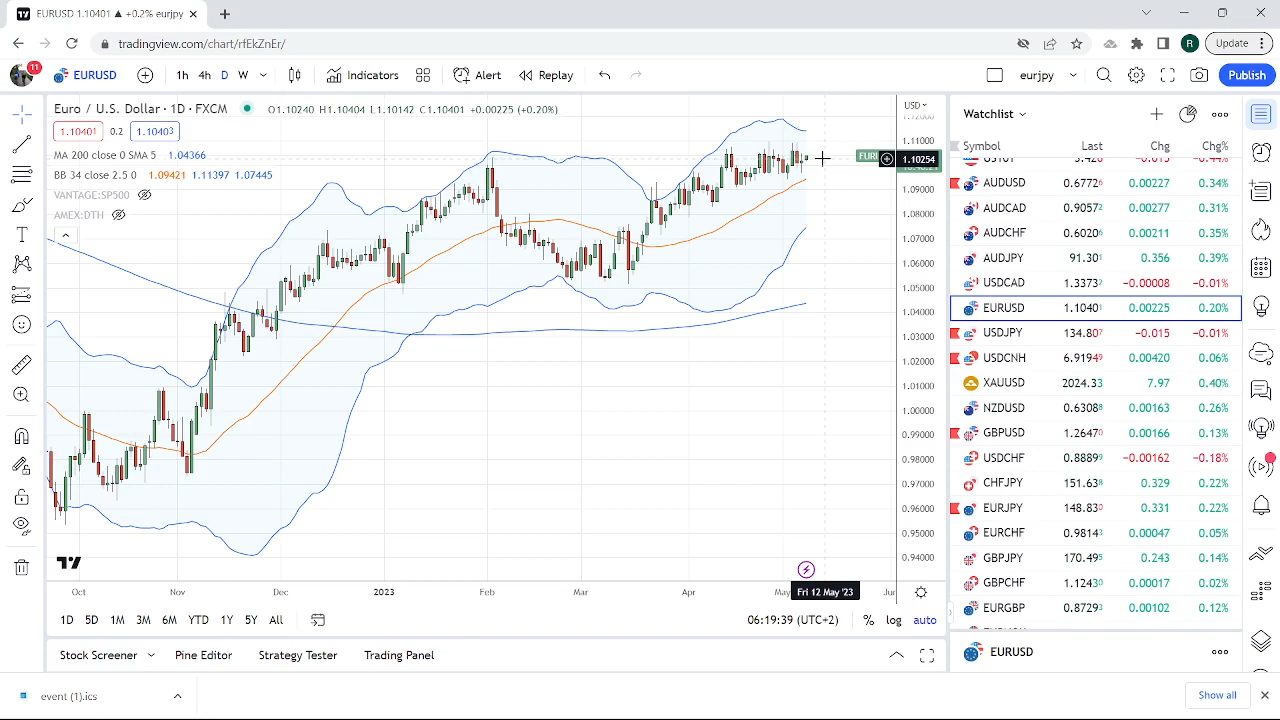 EURUSD 1.10401 ▲ +0.2% eurjpy
tradingview.com/chart/rfEkZnEr/
R
Update
11
EURUSD
1h 4h D W
Indicators
Alert
Replay
eurjpy
Publish
Euro / U.S. Dollar · 1D · FXCM
O1.10240 H1.10404 L1.10142 C1.10401 +0.00225 (+0.20%)
1.10401 0.2 1.10403
MA 200 close 0 SMA 5 1.04366
BB 34 close 2.5 0 1.09421 1.11397 1.07445
VANTANGE:SP500
AMEX:DTH
USD
1.12000
1.11000
1.10254
1.09000
1.08000
1.07000
1.06000
1.05000
1.04000
1.03000
1.02000
1.01000
1.00000
0.99000
0.98000
0.97000
0.96000
0.95000
0.94000
Oct Nov Dec 2023 Feb Mar Apr May
Fri 12 May '23
1D 5D 1M 3M 6M YTD 1Y 5Y All
06:19:39 (UTC+2) % log auto
Stock Screener Pine Editor Strategy Tester Trading Panel
Watchlist
Symbol Last Chg Chg%
AUDUSD 0.67726 0.00227 0.34%
AUDCAD 0.90572 0.00277 0.31%
AUDCHF 0.60206 0.00211 0.35%
AUDJPY 91.301 0.356 0.39%
USDCAD 1.33732 −0.00008 −0.01%
EURUSD 1.10401 0.00225 0.20%
USDJPY 134.807 −0.015 −0.01%
USDCNH 6.91949 0.00420 0.06%
XAUUSD 2024.33 7.97 0.40%
NZDUSD 0.63088 0.00163 0.26%
GBPUSD 1.26470 0.00166 0.13%
USDCHF 0.88899 −0.00162 −0.18%
CHFJPY 151.638 0.329 0.22%
EURJPY 148.830 0.331 0.22%
EURCHF 0.98143 0.00047 0.05%
GBPJPY 170.495 0.243 0.14%
GBPCHF 1.12430 0.00017 0.02%
EURGBP 0.87293 0.00102 0.12%
EURUSD
event (1).ics
Show all